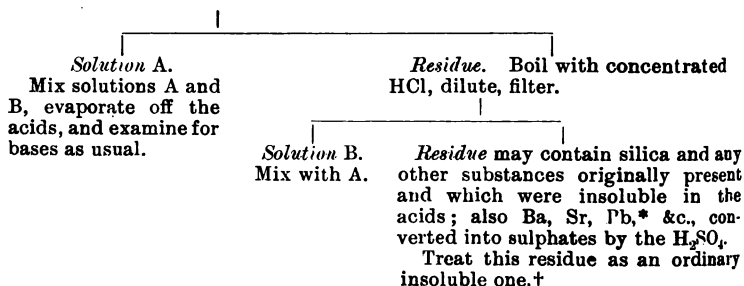 Solution A.
Mix solutions A and
B, evaporate off the
acids, and examine for
bases as usual.
Residue. Boil with concentrated
HCl, dilute, filter.
Solution B.
Mix with A.
Residue may contain silica and any
other substances originally present
and which were insoluble in the
acids; also Ba, Sr, Pb,* &c., con-
verted into sulphates by the H₂SO₄.
Treat this residue as an ordinary
insoluble one.†